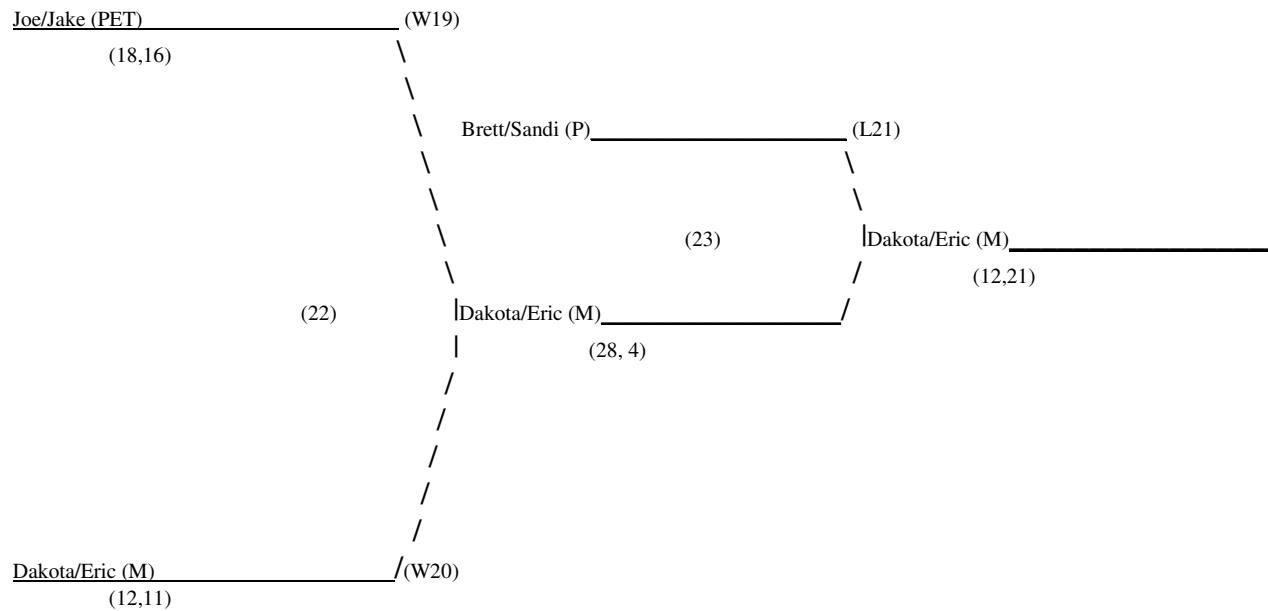 Joe/Jake (PET) (W19)
(18,16)
Brett/Sandi (P) (L21)
(23) Dakota/Eric (M)
(12,21)
(22) Dakota/Eric (M)
(28, 4)
Dakota/Eric (M) (W20)
(12,11)